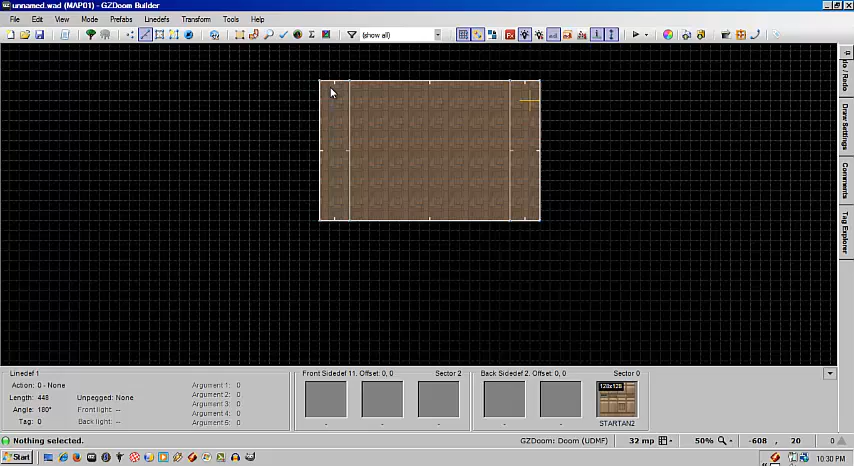 unnamed.wad (MAP01) - GZDoom Builder
File Edit View Mode Prefabs Linedefs Transform Tools Help
(show all)
Draw Settings
Comments
Tag Explorer
Linedef 1
Action: 0 - None
Length: 448
Angle: 180°
Tag: 0
Unpegged: None
Front light: --
Back light: --
Argument 1: 0
Argument 2: 0
Argument 3: 0
Argument 4: 0
Argument 5: 0
Front Sidedef 11. Offset: 0, 0 Sector 2
- - -
Back Sidedef 2. Offset: 0, 0 Sector 0
128x128
- - STARTAN2
Nothing selected.
GZDoom: Doom (UDMF) 32 mp 50% -608 , 20 0
Start
10:30 PM